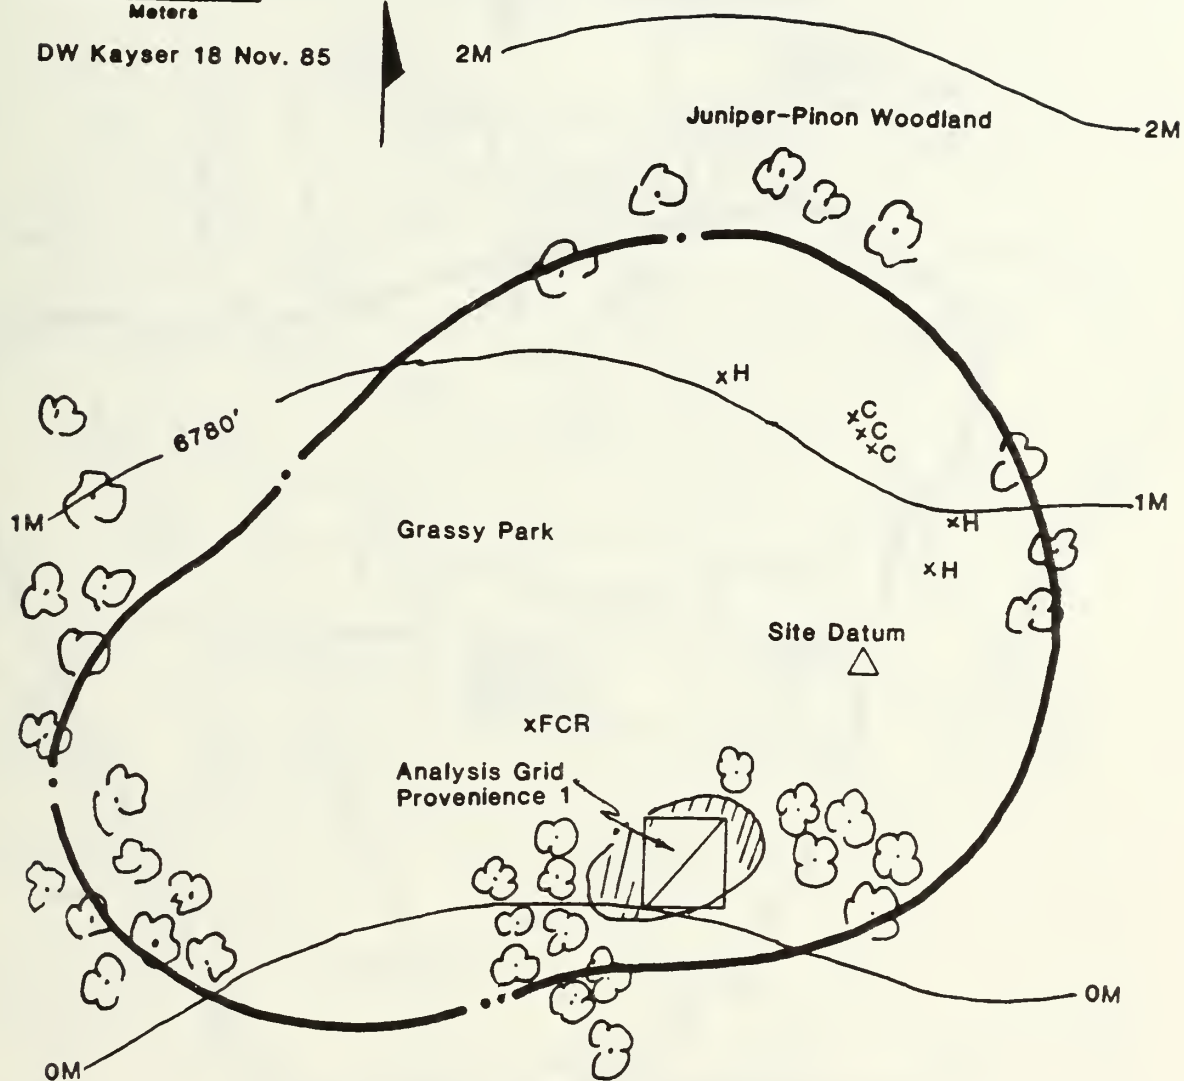 Meters
DW Kayser 18 Nov. 85
2M
2M
Juniper-Pinon Woodland
xH
xC
xC
xC
6780'
1M
1M
Grassy Park
xH
xH
Site Datum
xFCR
Analysis Grid
Provenience 1
0M
0M